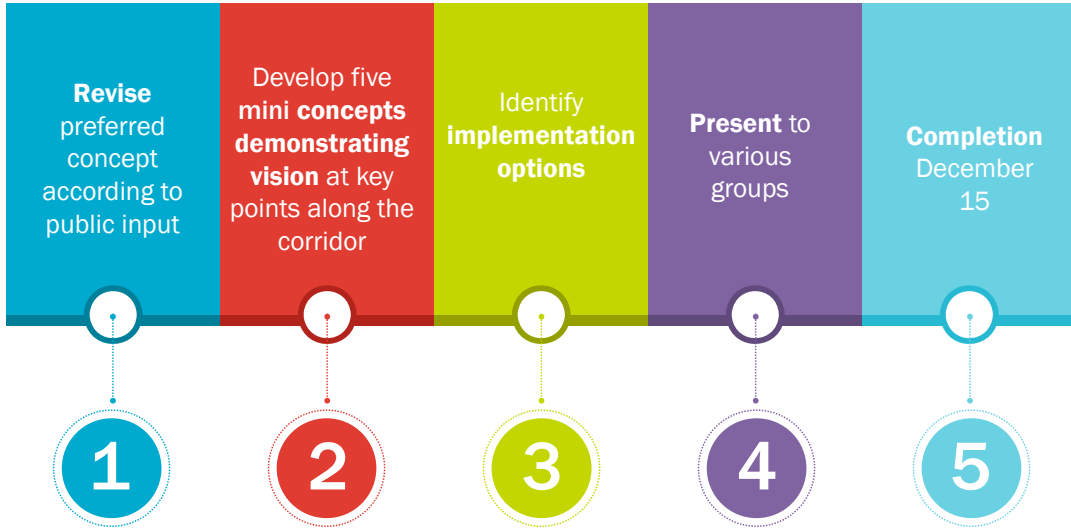 Revise
preferred
concept
according to
public input
Develop five
mini concepts
demonstrating
vision at key
points along the
corridor
Identify
implementation
options
Present to
various
groups
Completion
December
15
1
2
3
4
5